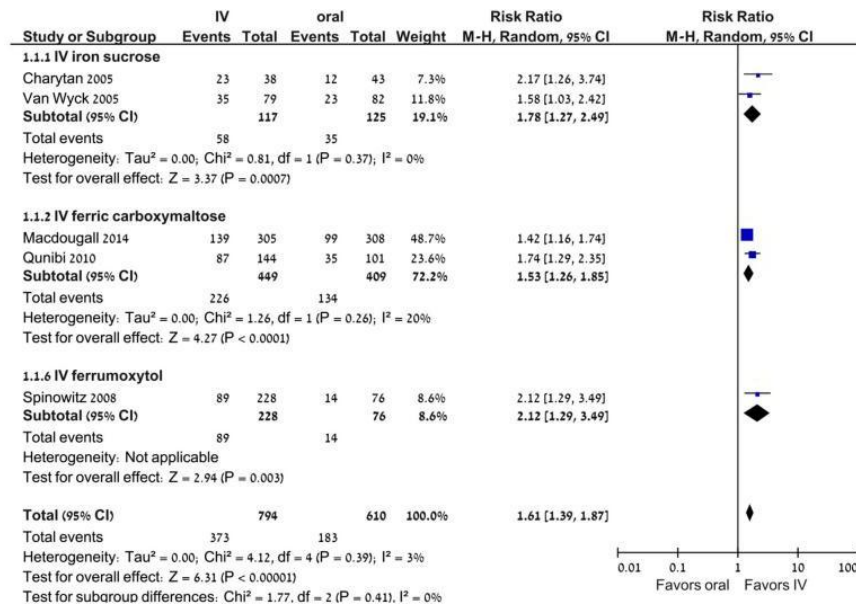 IV oral Risk Ratio Risk Ratio
Study or Subgroup Events Total Events Total Weight M-H, Random, 95% CI M-H, Random, 95% CI
1.1.1 IV iron sucrose
Charytan 2005 23 38 12 43 7.3% 2.17 [1.26, 3.74]
Van Wyck 2005 35 79 23 82 11.8% 1.58 [1.03, 2.42]
Subtotal (95% CI) 117 125 19.1% 1.78 [1.27, 2.49]
Total events 58 35
Heterogeneity: Tau² = 0.00; Chi² = 0.81, df = 1 (P = 0.37); I² = 0%
Test for overall effect: Z = 3.37 (P = 0.0007)
1.1.2 IV ferric carboxymaltose
Macdougall 2014 139 305 99 308 48.7% 1.42 [1.16, 1.74]
Qunibi 2010 87 144 35 101 23.6% 1.74 [1.29, 2.35]
Subtotal (95% CI) 449 409 72.2% 1.53 [1.26, 1.85]
Total events 226 134
Heterogeneity: Tau² = 0.00; Chi² = 1.26, df = 1 (P = 0.26); I² = 20%
Test for overall effect: Z = 4.27 (P < 0.0001)
1.1.6 IV ferrumoxytol
Spinowitz 2008 89 228 14 76 8.6% 2.12 [1.29, 3.49]
Subtotal (95% CI) 228 76 8.6% 2.12 [1.29, 3.49]
Total events 89 14
Heterogeneity: Not applicable
Test for overall effect: Z = 2.94 (P = 0.003)
Total (95% CI) 794 610 100.0% 1.61 [1.39, 1.87]
Total events 373 183
Heterogeneity: Tau² = 0.00; Chi² = 4.12, df = 4 (P = 0.39); I² = 3%
Test for overall effect: Z = 6.31 (P < 0.00001)
Test for subgroup differences: Chi² = 1.77, df = 2 (P = 0.41), I² = 0%
0.01 0.1 1 10 100
Favors oral Favors IV